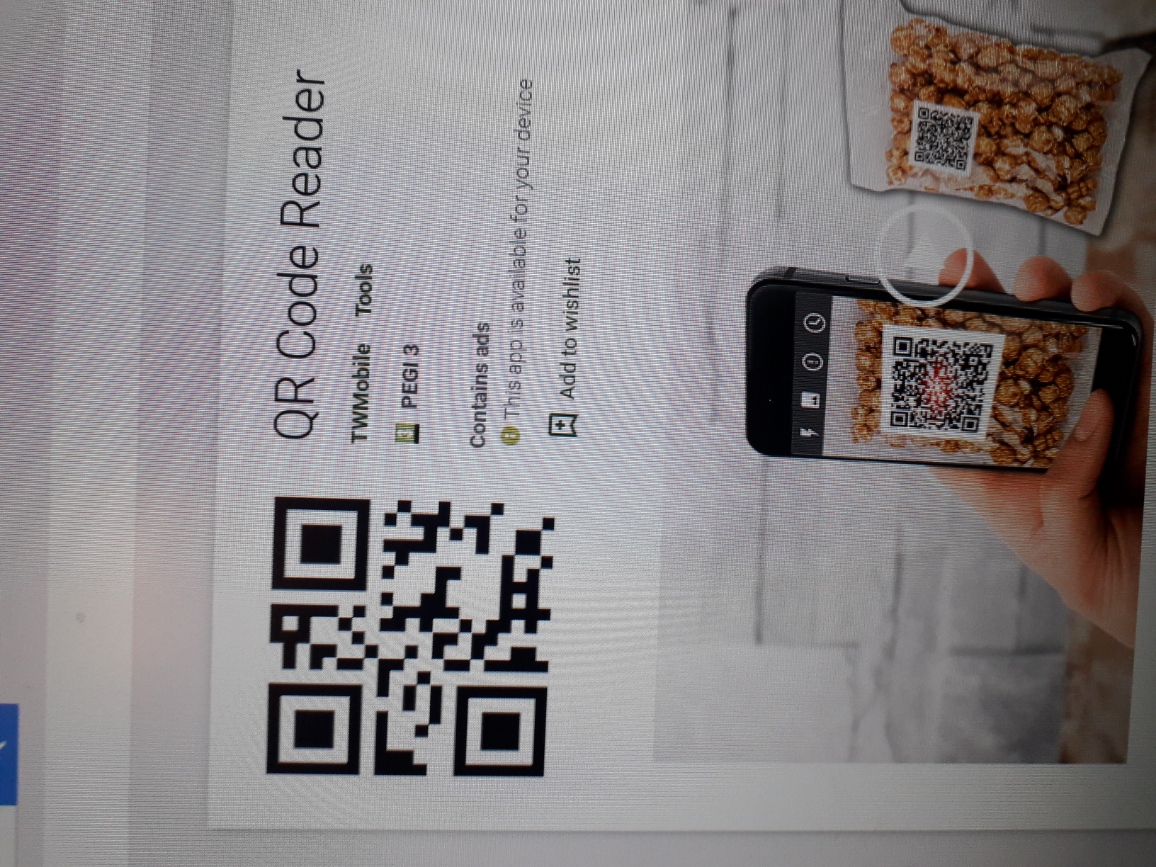 QR Code Reader
TWMobile Tools
PEGI 3
Contains ads
This app is available for your device
Add to wishlist